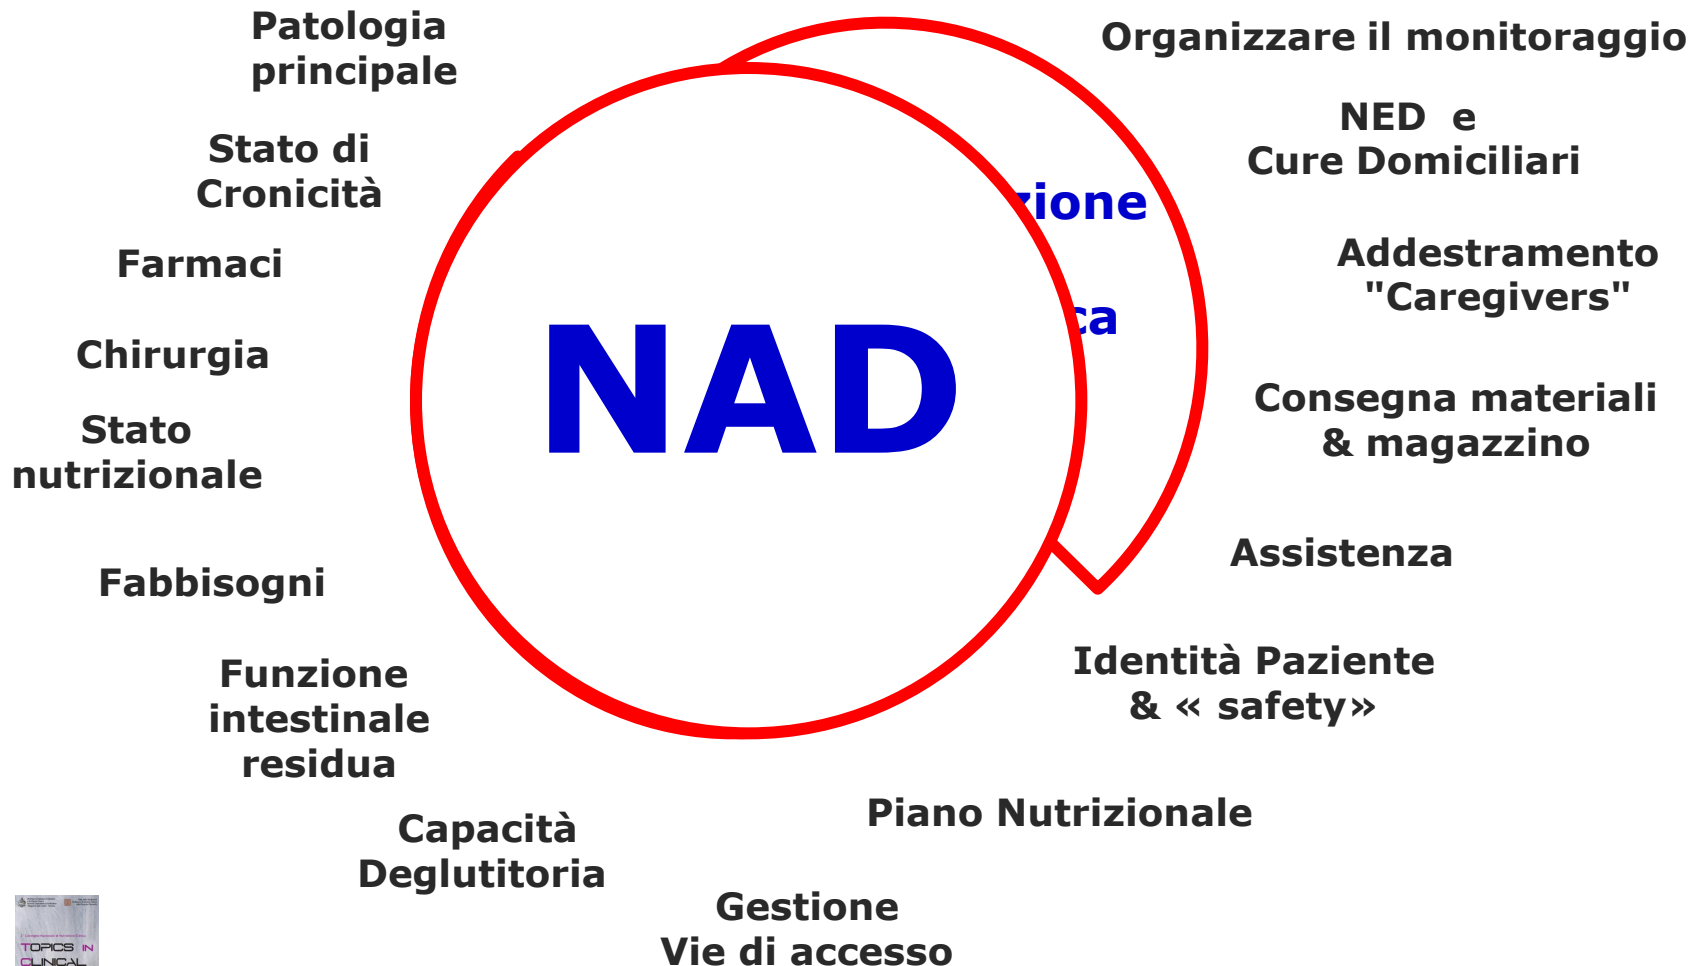 Patologia
principale
Stato di
Cronicità
Farmaci
Chirurgia
Stato
nutrizionale
Fabbisogni
Funzione
intestinale
residua
Capacità
Deglutitoria
Gestione
Vie di accesso
Piano Nutrizionale
Identità Paziente
& « safety»
Assistenza
Consegna materiali
& magazzino
Addestramento
"Caregivers"
NED e
Cure Domiciliari
Organizzare il monitoraggio
zione
ca
NAD
TOPICS IN
CLINICAL